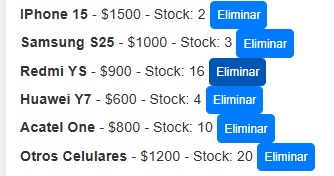 IPhone 15 - $1500 - Stock: 2 Eliminar
Samsung S25 - $1000 - Stock: 3 Eliminar
Redmi YS - $900 - Stock: 16 Eliminar
Huawei Y7 - $600 - Stock: 4 Eliminar
Acatel One - $800 - Stock: 10 Eliminar
Otros Celulares - $1200 - Stock: 20 Eliminar